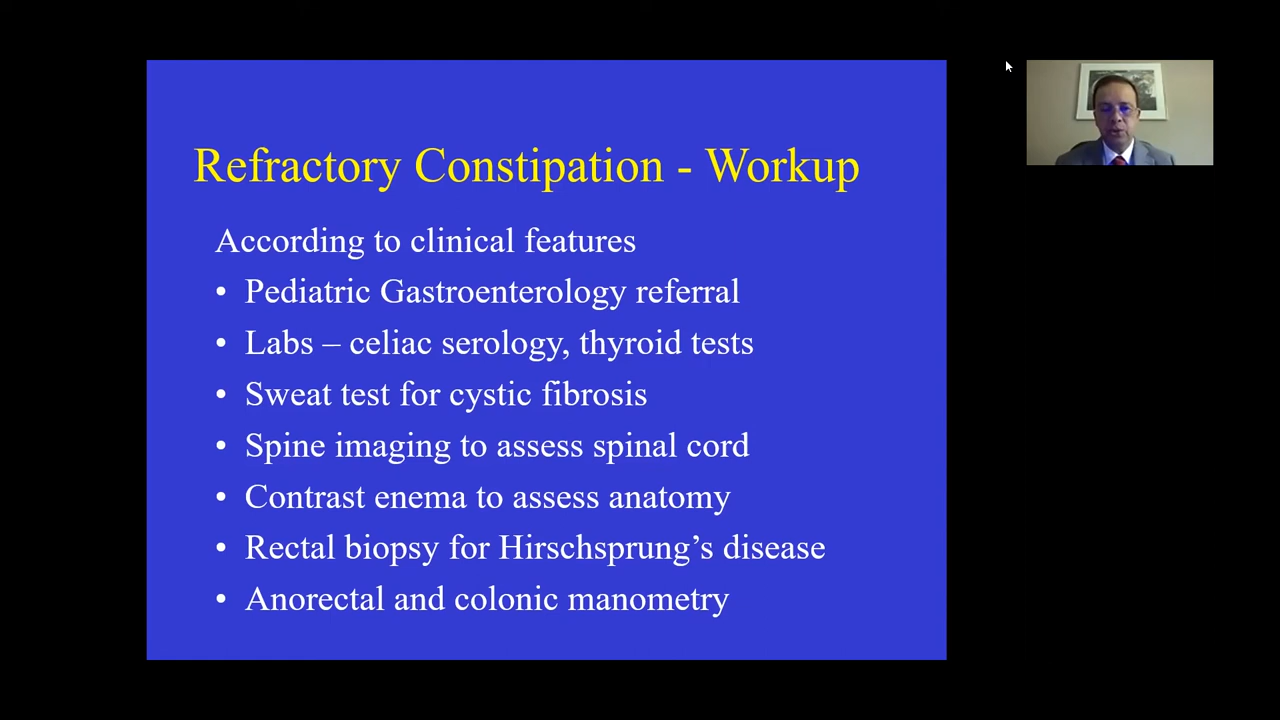 Refractory Constipation - Workup
According to clinical features
• Pediatric Gastroenterology referral
• Labs – celiac serology, thyroid tests
• Sweat test for cystic fibrosis
• Spine imaging to assess spinal cord
• Contrast enema to assess anatomy
• Rectal biopsy for Hirschsprung’s disease
• Anorectal and colonic manometry